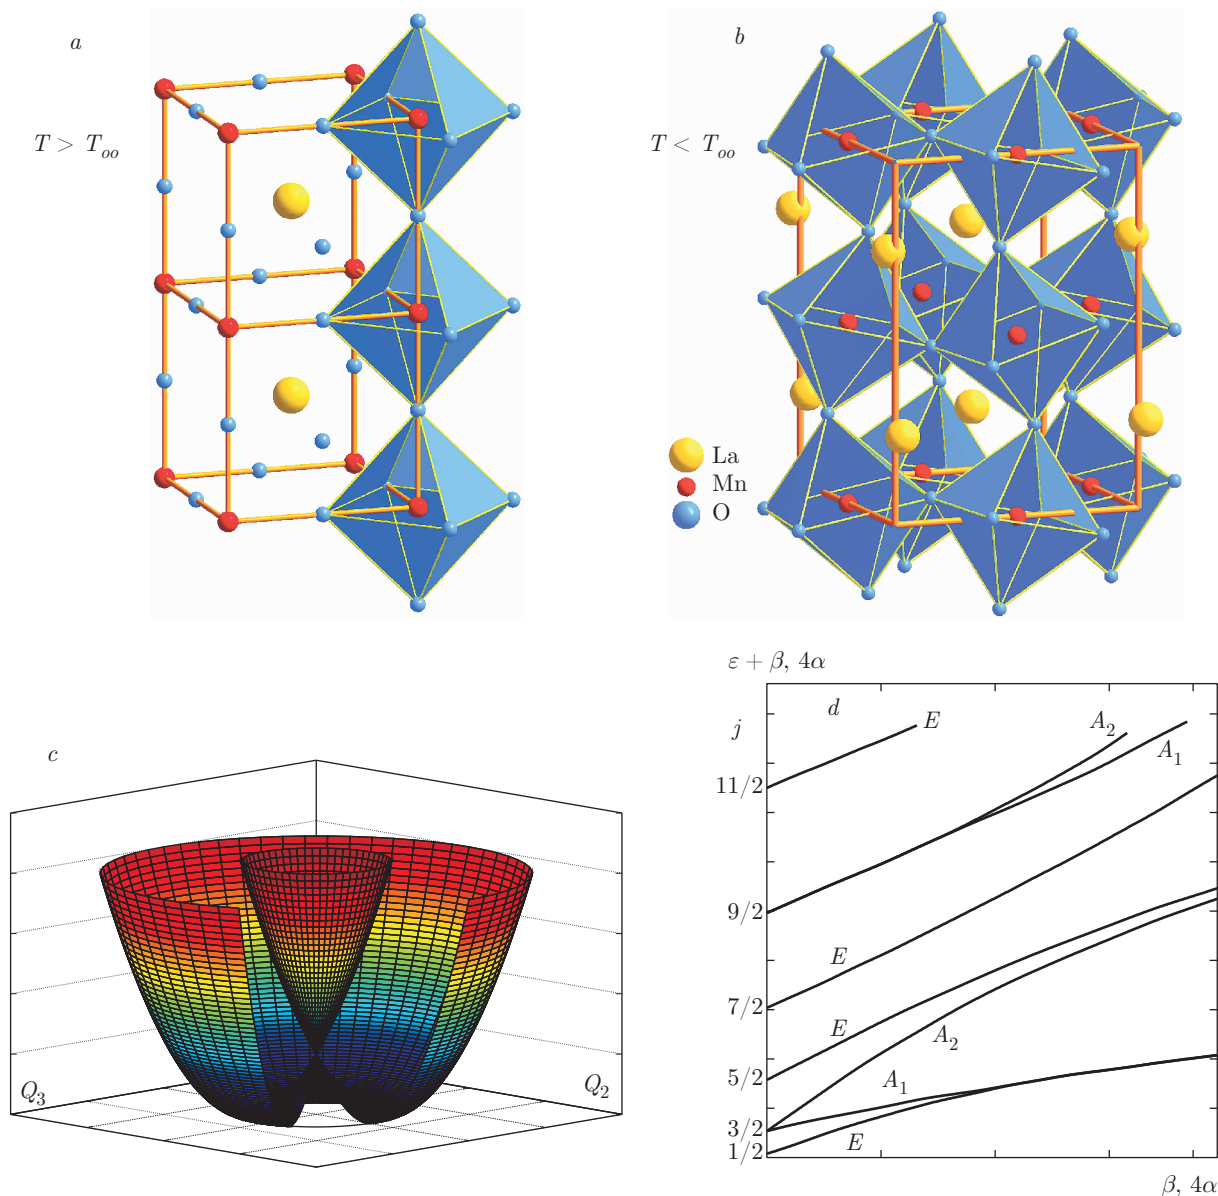 a
b
T > T_oo
T < T_oo
La
Mn
O
ε + β, 4α
c
d
j
E
A_2
A_1
11/2
9/2
E
7/2
E
A_2
5/2
A_1
3/2
E
1/2
Q_3
Q_2
β, 4α